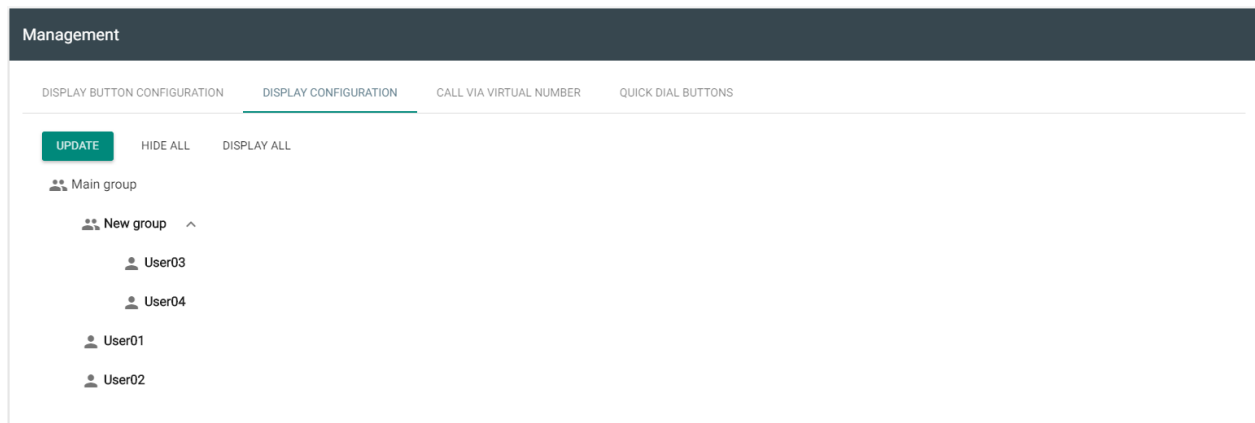 Management
DISPLAY BUTTON CONFIGURATION DISPLAY CONFIGURATION CALL VIA VIRTUAL NUMBER QUICK DIAL BUTTONS
UPDATE HIDE ALL DISPLAY ALL
Main group
New group
User03
User04
User01
User02